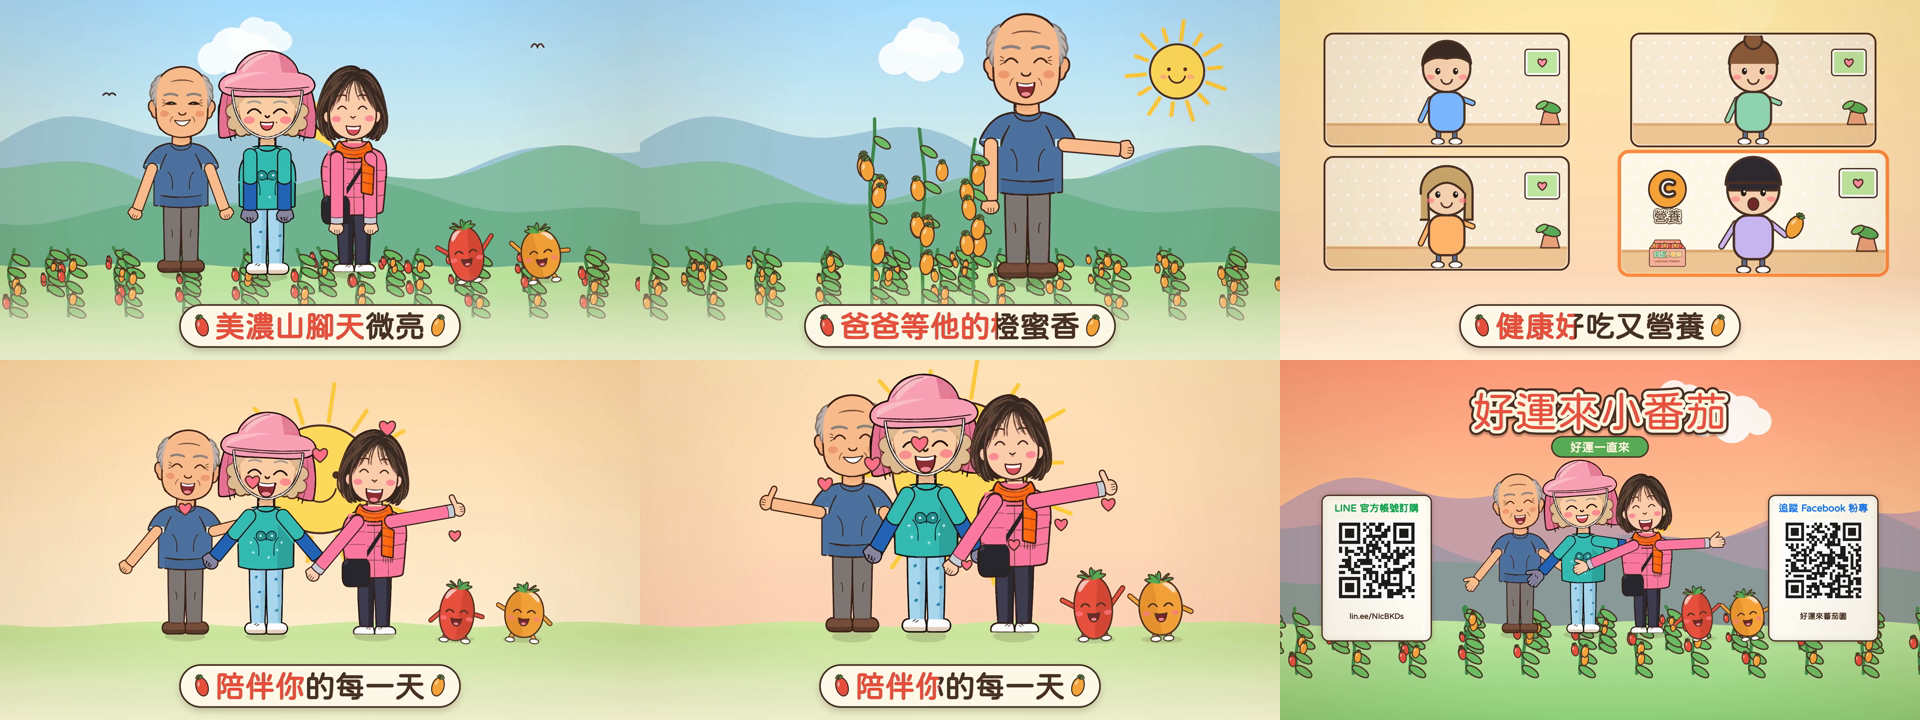 美濃山腳天微亮
爸爸等他的橙蜜香
C
營養
健康好吃又營養
陪伴你的每一天
陪伴你的每一天
好運來小番茄
好運一直來
LINE 官方帳號訂購
lin.ee/NIcBKDs
追蹤 Facebook 粉專
好運來蕃茄園